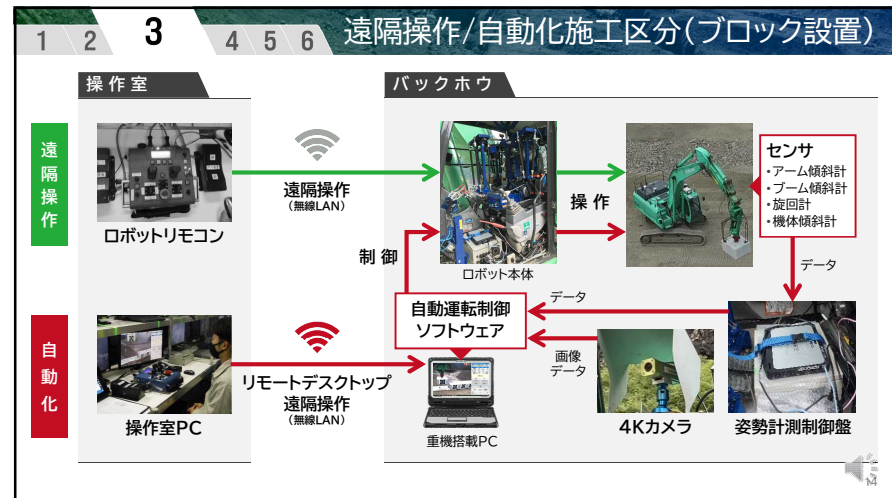 1 2 3 4 5 6
遠隔操作/自動化施工区分(ブロック設置)
操作室
バックホウ
遠隔操作
ロボットリモコン
遠隔操作
(無線LAN)
ロボット本体
操作
センサ
・アーム傾斜計
・ブーム傾斜計
・旋回計
・機体傾斜計
制御
データ
自動化
操作室PC
リモートデスクトップ
遠隔操作
(無線LAN)
自動運転制御
ソフトウェア
重機搭載PC
データ
画像
データ
4Kカメラ
姿勢計測制御盤
14